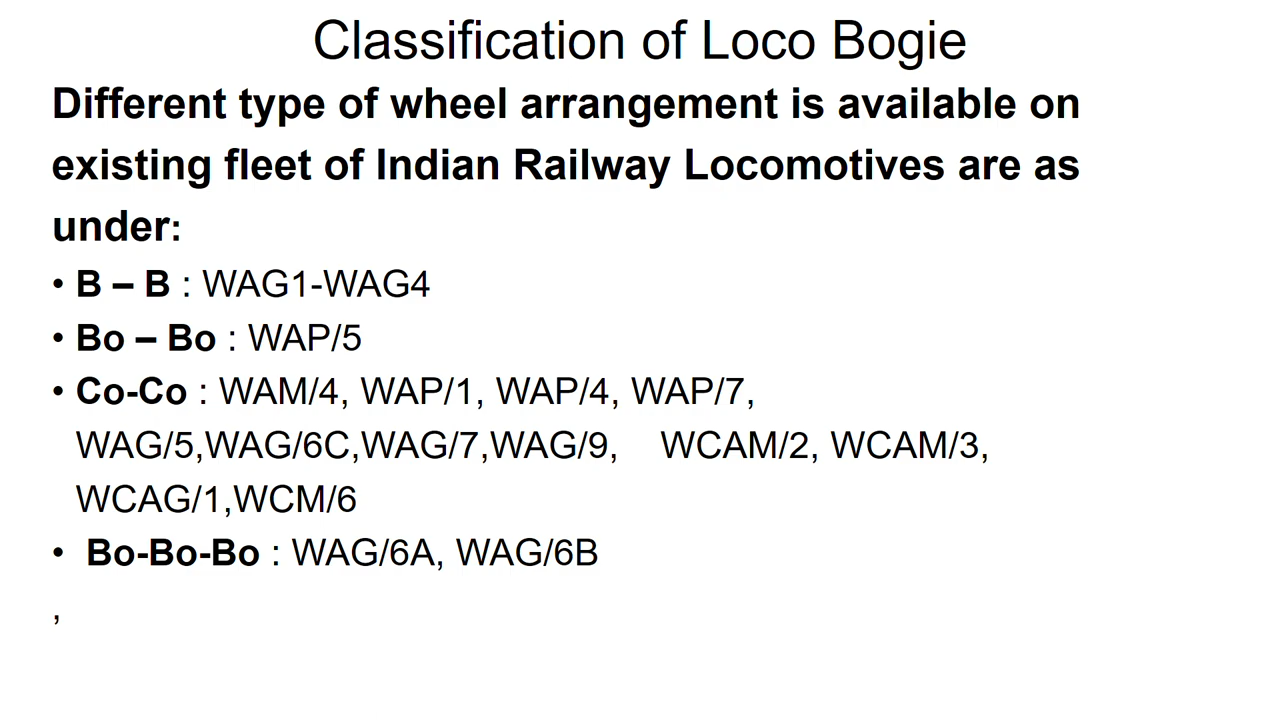 Classification of Loco Bogie
Different type of wheel arrangement is available on
existing fleet of Indian Railway Locomotives are as
under:
• B – B : WAG1-WAG4
• Bo – Bo : WAP/5
• Co-Co : WAM/4, WAP/1, WAP/4, WAP/7,
WAG/5,WAG/6C,WAG/7,WAG/9, WCAM/2, WCAM/3,
WCAG/1,WCM/6
• Bo-Bo-Bo : WAG/6A, WAG/6B
,